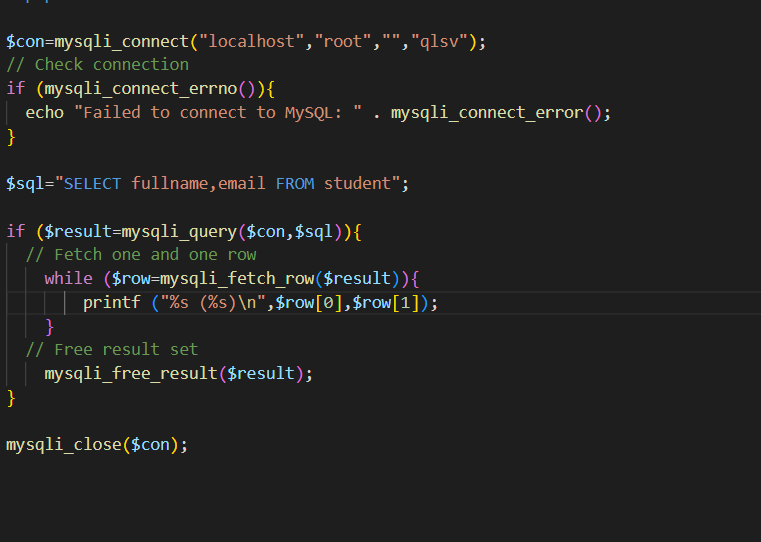 $con=mysqli_connect("localhost","root","","qlsv");
// Check connection
if (mysqli_connect_errno()){
echo "Failed to connect to MySQL: " . mysqli_connect_error();
}
$sql="SELECT fullname,email FROM student";
if ($result=mysqli_query($con,$sql)){
// Fetch one and one row
while ($row=mysqli_fetch_row($result)){
printf ("%s (%s)\n",$row[0],$row[1]);
}
// Free result set
mysqli_free_result($result);
}
mysqli_close($con);